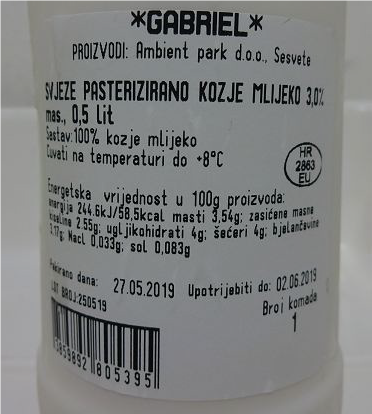 *GABRIEL*
PROIZVODI: Ambient park d.o.o., Sesvete
SVJEZE PASTERIZIRANO KOZJE MLIJEKO 3,0%
mas., 0,5 lit
Sastav:100% kozje mlijeko
Cuvati na temperaturi do +8°C
HR
2863
EU
Energetska vrijednost u 100g proizvoda:
energija 244.6kJ/58,5kcal masti 3,54g; zasićene masne
kiseline 2.55g; ugljikohidrati 4g; šećeri 4g; bjelančevine
3.17g; Nacl 0,033g; sol 0,083g
Pakirano dana: 27.05.2019 Upotrijebiti do: 02.06.2019
LOT BROJ:250519
Broj komada
1
805395